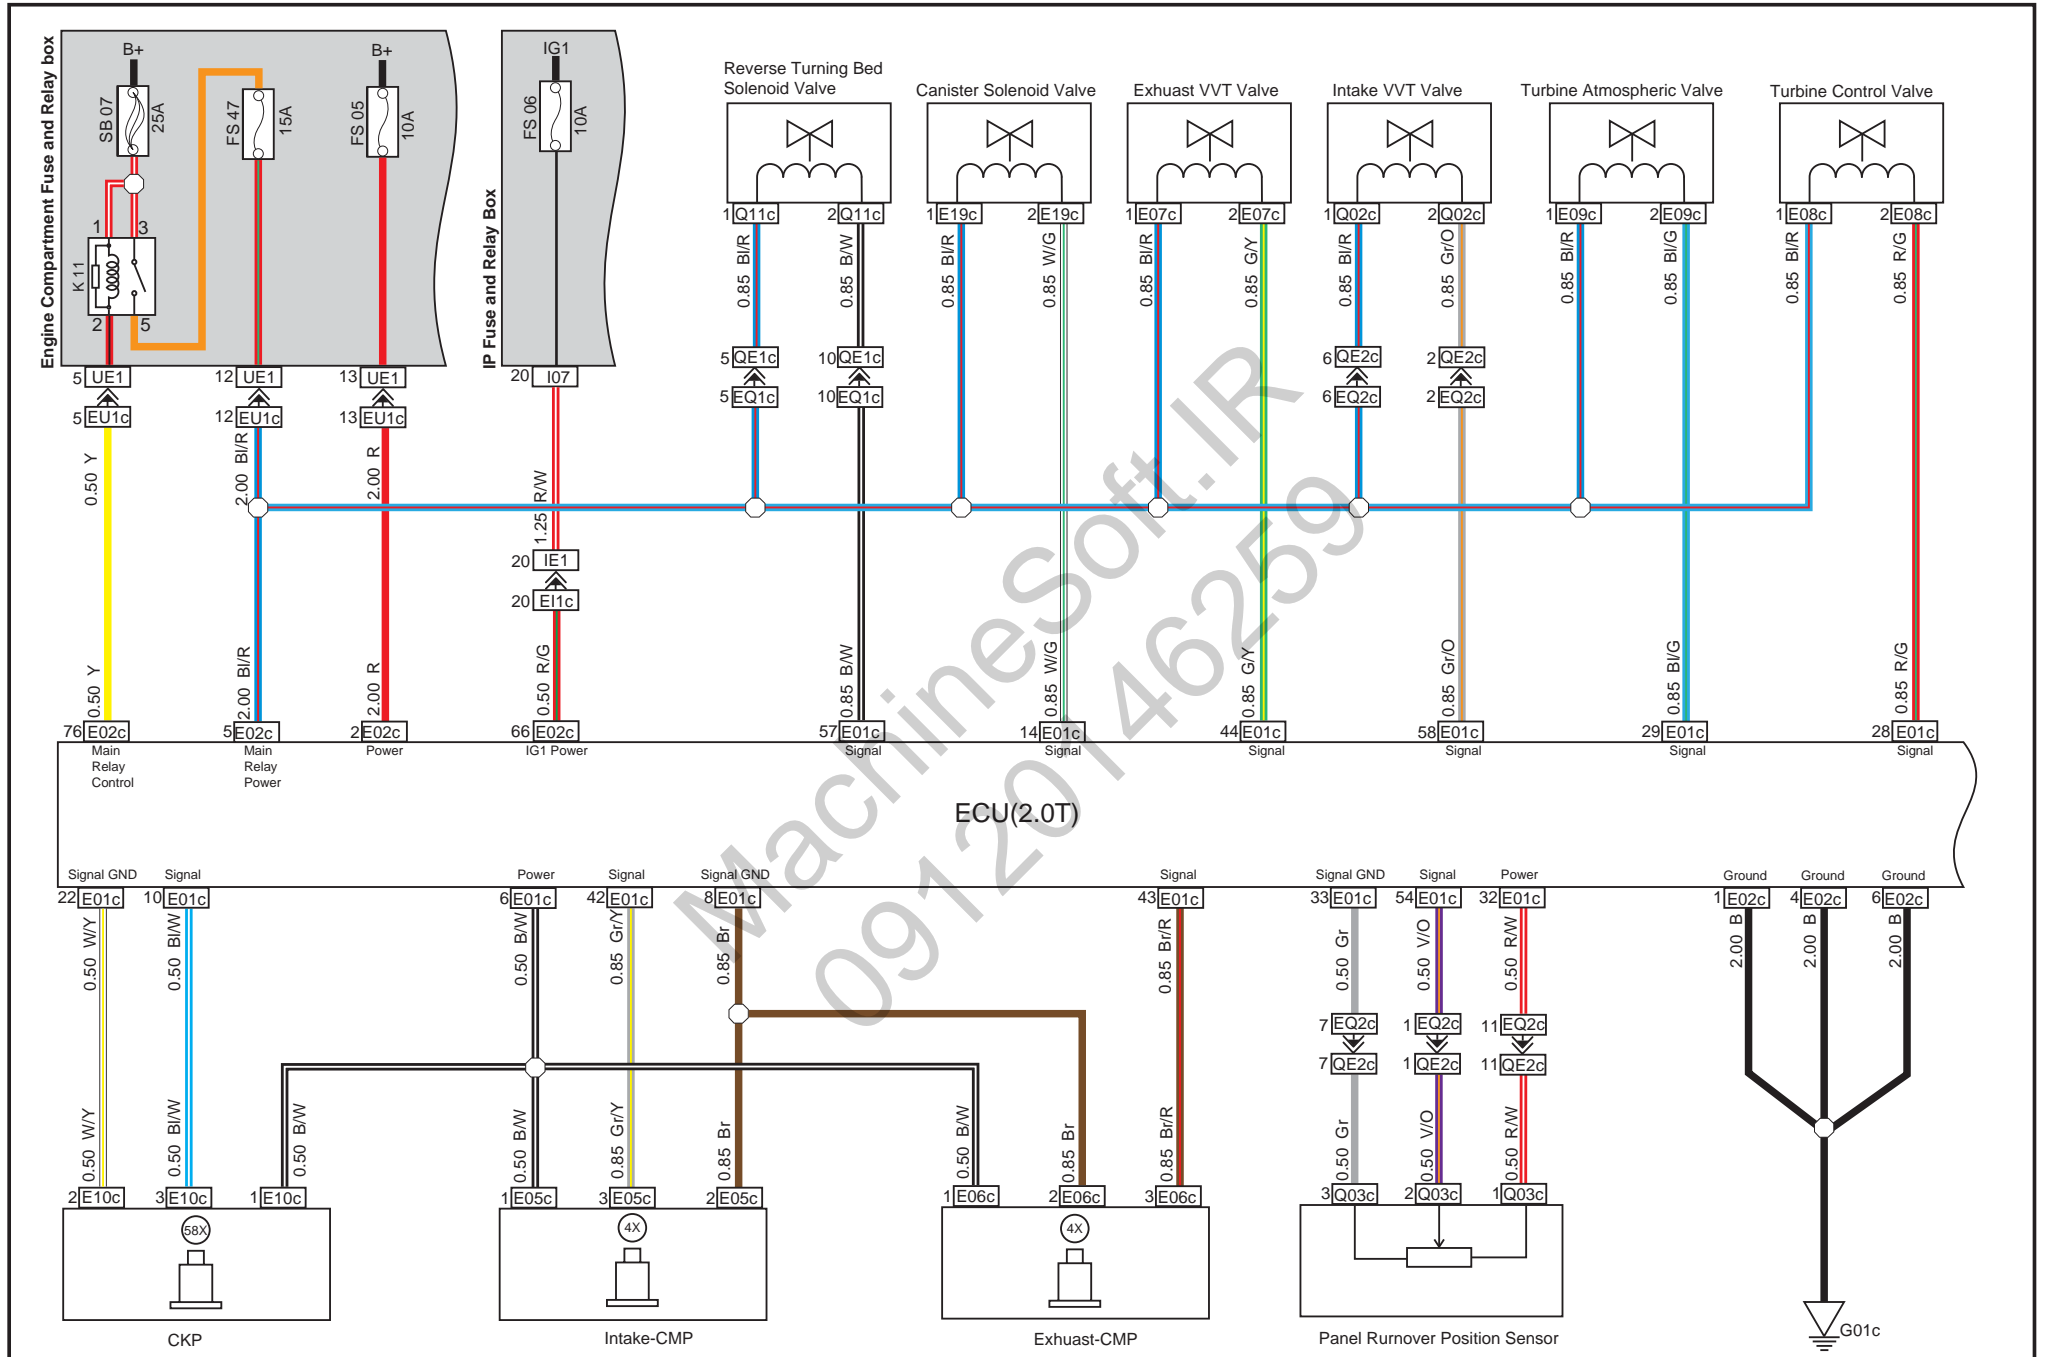 Engine Compartment Fuse and Relay box
B+
SB 07
25A
FS 47
15A
B+
FS 05
10A
1
3
K 11
2
5
IP Fuse and Relay Box
IG1
FS 06
10A
Reverse Turning Bed
Solenoid Valve
Canister Solenoid Valve
Exhuast VVT Valve
Intake VVT Valve
Turbine Atmospheric Valve
Turbine Control Valve
1 Q11c
2 Q11c
1 E19c
2 E19c
1 E07c
2 E07c
1 Q02c
2 Q02c
1 E09c
2 E09c
1 E08c
2 E08c
0.85 Bl/R
0.85 B/W
0.85 Bl/R
0.85 W/G
0.85 Bl/R
0.85 G/Y
0.85 Bl/R
0.85 Gr/O
0.85 Bl/R
0.85 Bl/G
0.85 Bl/R
0.85 R/G
5 QE1c
10 QE1c
6 QE2c
2 QE2c
5 EQ1c
10 EQ1c
6 EQ2c
2 EQ2c
5 UE1
12 UE1
13 UE1
20 I07
5 EU1c
12 EU1c
13 EU1c
0.50 Y
2.00 Bl/R
2.00 R
1.25 R/W
20 IE1
20 EI1c
0.50 Y
2.00 Bl/R
2.00 R
0.50 R/G
0.85 B/W
0.85 W/G
0.85 G/Y
0.85 Gr/O
0.85 Bl/G
0.85 R/G
76 E02c
5 E02c
2 E02c
66 E02c
57 E01c
14 E01c
44 E01c
58 E01c
29 E01c
28 E01c
Main
Relay
Control
Main
Relay
Power
Power
IG1 Power
Signal
Signal
Signal
Signal
Signal
Signal
ECU(2.0T)
MachineSoft.IR
09120146259
Signal GND
Signal
Power
Signal
Signal GND
Signal
Signal GND
Signal
Power
Ground
Ground
Ground
22 E01c
10 E01c
6 E01c
42 E01c
8 E01c
43 E01c
33 E01c
54 E01c
32 E01c
1 E02c
4 E02c
6 E02c
0.50 W/Y
0.50 Bl/W
0.50 B/W
0.85 Gr/Y
0.85 Br
0.85 Br/R
0.50 Gr
0.50 V/O
0.50 R/W
2.00 B
2.00 B
2.00 B
7 EQ2c
1 EQ2c
11 EQ2c
7 QE2c
1 QE2c
11 QE2c
0.50 W/Y
0.50 Bl/W
0.50 B/W
0.50 B/W
0.85 Gr/Y
0.85 Br
0.50 B/W
0.85 Br
0.85 Br/R
0.50 Gr
0.50 V/O
0.50 R/W
2 E10c
3 E10c
1 E10c
1 E05c
3 E05c
2 E05c
1 E06c
2 E06c
3 E06c
3 Q03c
2 Q03c
1 Q03c
58X
4X
4X
CKP
Intake-CMP
Exhuast-CMP
Panel Rurnover Position Sensor
G01c